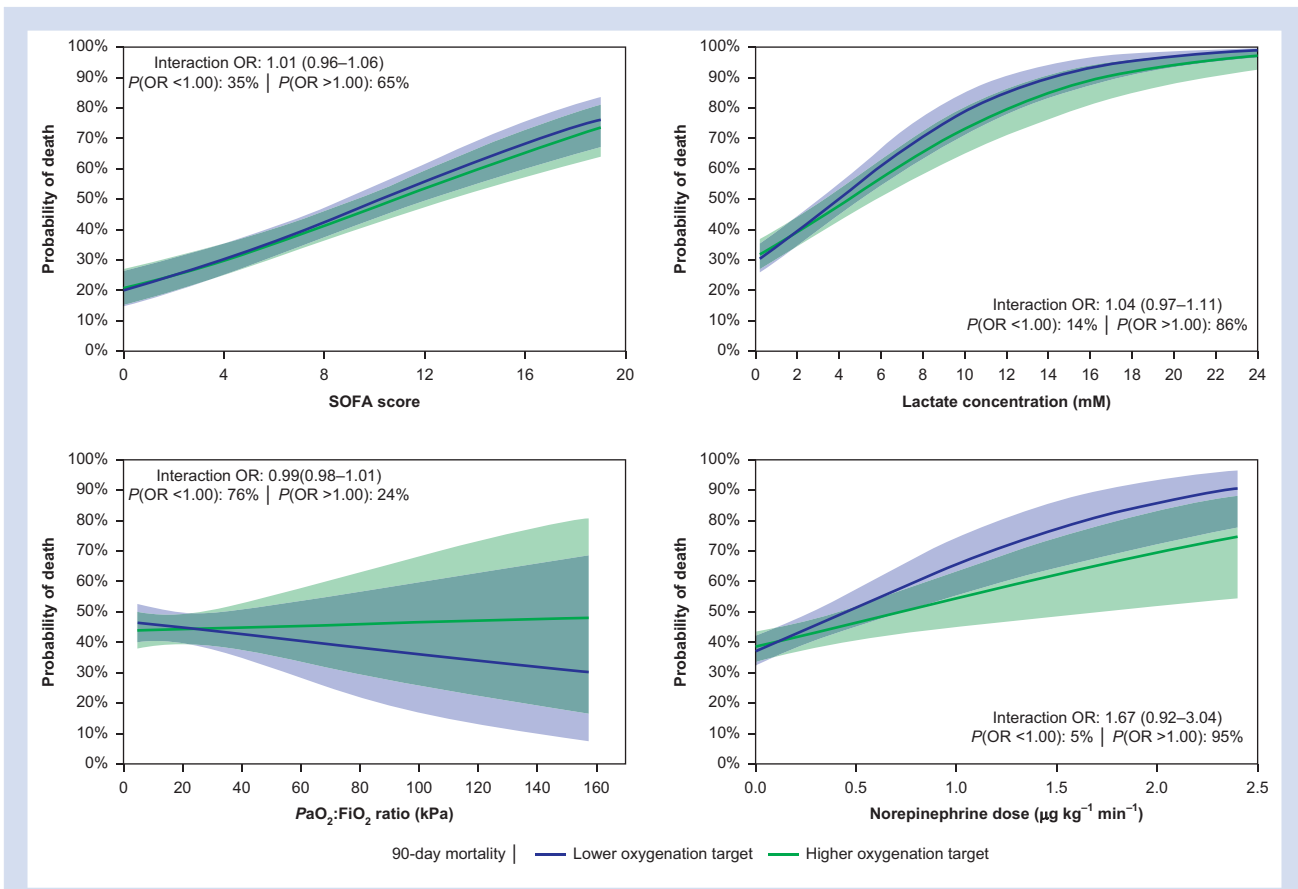 100%
90%
80%
70%
60%
50%
40%
30%
20%
10%
0%
Probability of death
Interaction OR: 1.01 (0.96–1.06)
P(OR <1.00): 35% | P(OR >1.00): 65%
0 4 8 12 16 20
SOFA score
100%
90%
80%
70%
60%
50%
40%
30%
20%
10%
0%
Probability of death
Interaction OR: 1.04 (0.97–1.11)
P(OR <1.00): 14% | P(OR >1.00): 86%
0 2 4 6 8 10 12 14 16 18 20 22 24
Lactate concentration (mM)
100%
90%
80%
70%
60%
50%
40%
30%
20%
10%
0%
Probability of death
Interaction OR: 0.99(0.98–1.01)
P(OR <1.00): 76% | P(OR >1.00): 24%
0 20 40 60 80 100 120 140 160
PaO₂:FiO₂ ratio (kPa)
100%
90%
80%
70%
60%
50%
40%
30%
20%
10%
0%
Probability of death
Interaction OR: 1.67 (0.92–3.04)
P(OR <1.00): 5% | P(OR >1.00): 95%
0.0 0.5 1.0 1.5 2.0 2.5
Norepinephrine dose (μg kg⁻¹ min⁻¹)
90-day mortality | Lower oxygenation target Higher oxygenation target